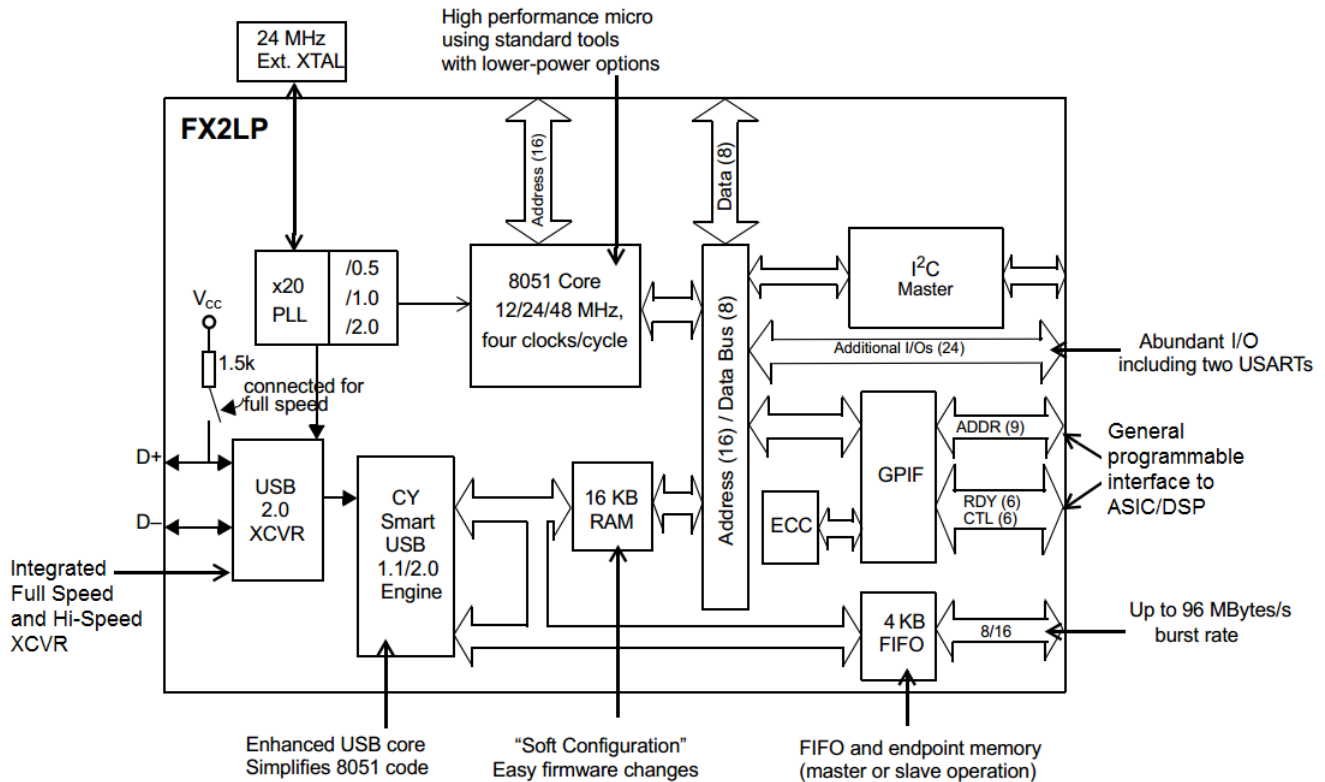 High performance micro
using standard tools
with lower-power options
24 MHz
Ext. XTAL
FX2LP
Address (16)
Data (8)
x20
PLL
/0.5
/1.0
/2.0
8051 Core
12/24/48 MHz,
four clocks/cycle
I²C
Master
VCC
1.5k
connected for
full speed
Additional I/Os (24)
Abundant I/O
including two USARTs
Address (16) / Data Bus (8)
D+
D–
USB
2.0
XCVR
CY
Smart
USB
1.1/2.0
Engine
16 KB
RAM
ECC
GPIF
ADDR (9)
RDY (6)
CTL (6)
General
programmable
interface to
ASIC/DSP
Integrated
Full Speed
and Hi-Speed
XCVR
4 KB
FIFO
8/16
Up to 96 MBytes/s
burst rate
Enhanced USB core
Simplifies 8051 code
“Soft Configuration”
Easy firmware changes
FIFO and endpoint memory
(master or slave operation)